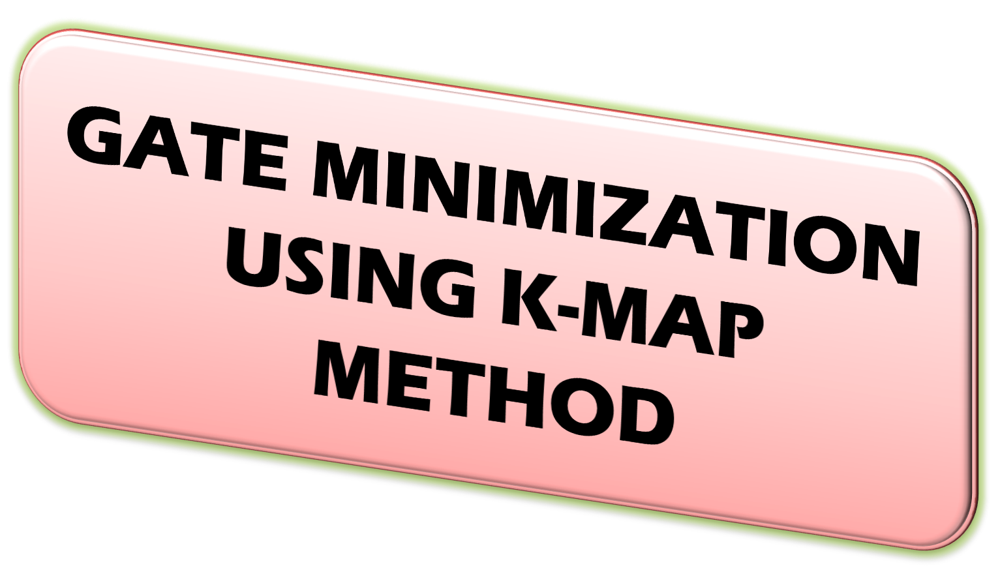 GATE MINIMIZATION
USING K-MAP
METHOD